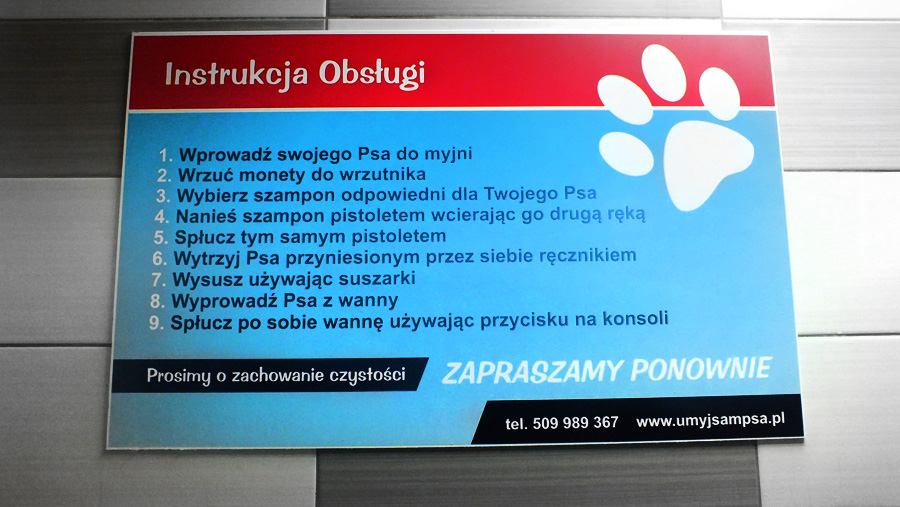 Instrukcja Obsługi
1. Wprowadź swojego Psa do myjni
2. Wrzuć monety do wrzutnika
3. Wybierz szampon odpowiedni dla Twojego Psa
4. Nanieś szampon pistoletem wcierając go drugą ręką
5. Spłucz tym samym pistoletem
6. Wytrzyj Psa przyniesionym przez siebie ręcznikiem
7. Wysusz używając suszarki
8. Wyprowadź Psa z wanny
9. Spłucz po sobie wannę używając przycisku na konsoli
Prosimy o zachowanie czystości
ZAPRASZAMY PONOWNIE
tel. 509 989 367 www.umyjsampsa.pl